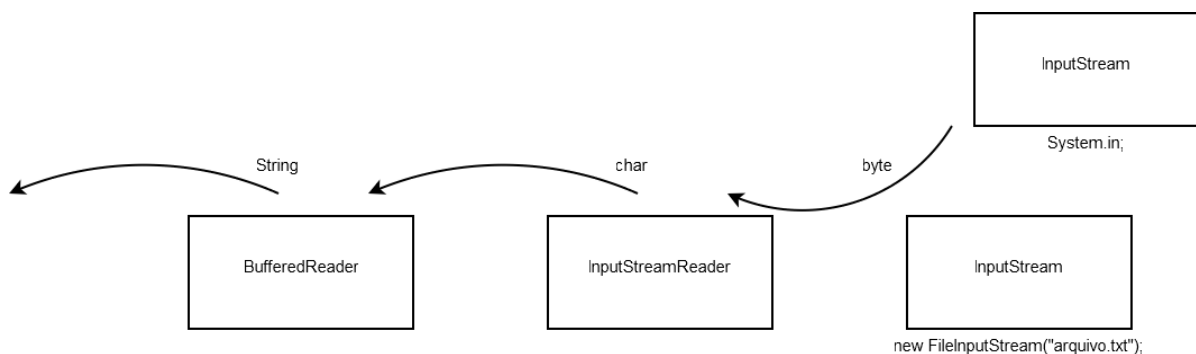 InputStream
System.in;
String
char
byte
BufferedReader
InputStreamReader
InputStream
new FileInputStream("arquivo.txt");